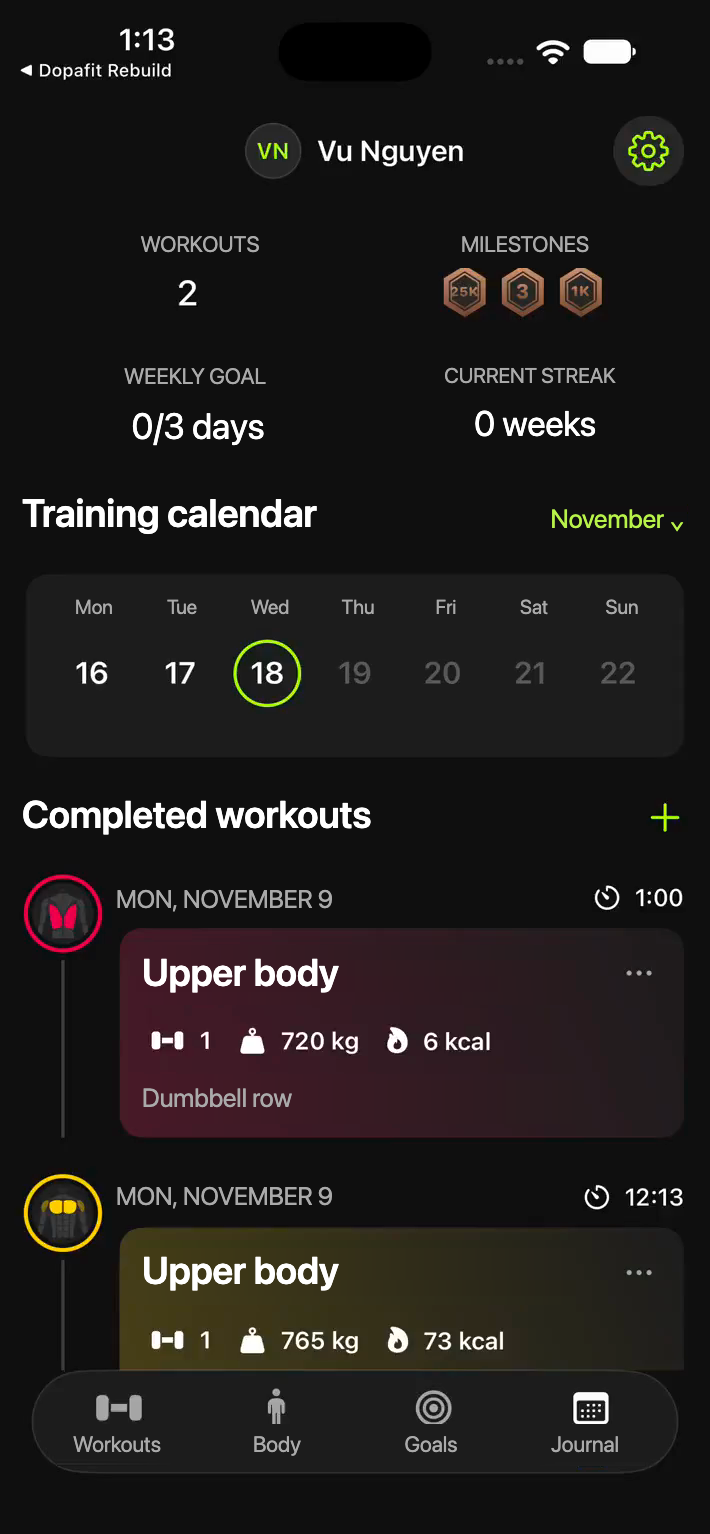 1:13
◀ Dopafit Rebuild
VN Vu Nguyen
WORKOUTS
2
MILESTONES
25K 3 1K
WEEKLY GOAL
0/3 days
CURRENT STREAK
0 weeks
Training calendar
November
Mon Tue Wed Thu Fri Sat Sun
16 17 18 19 20 21 22
Completed workouts
MON, NOVEMBER 9 1:00
Upper body
1 720 kg 6 kcal
Dumbbell row
MON, NOVEMBER 9 12:13
Upper body
1 765 kg 73 kcal
Workouts Body Goals Journal